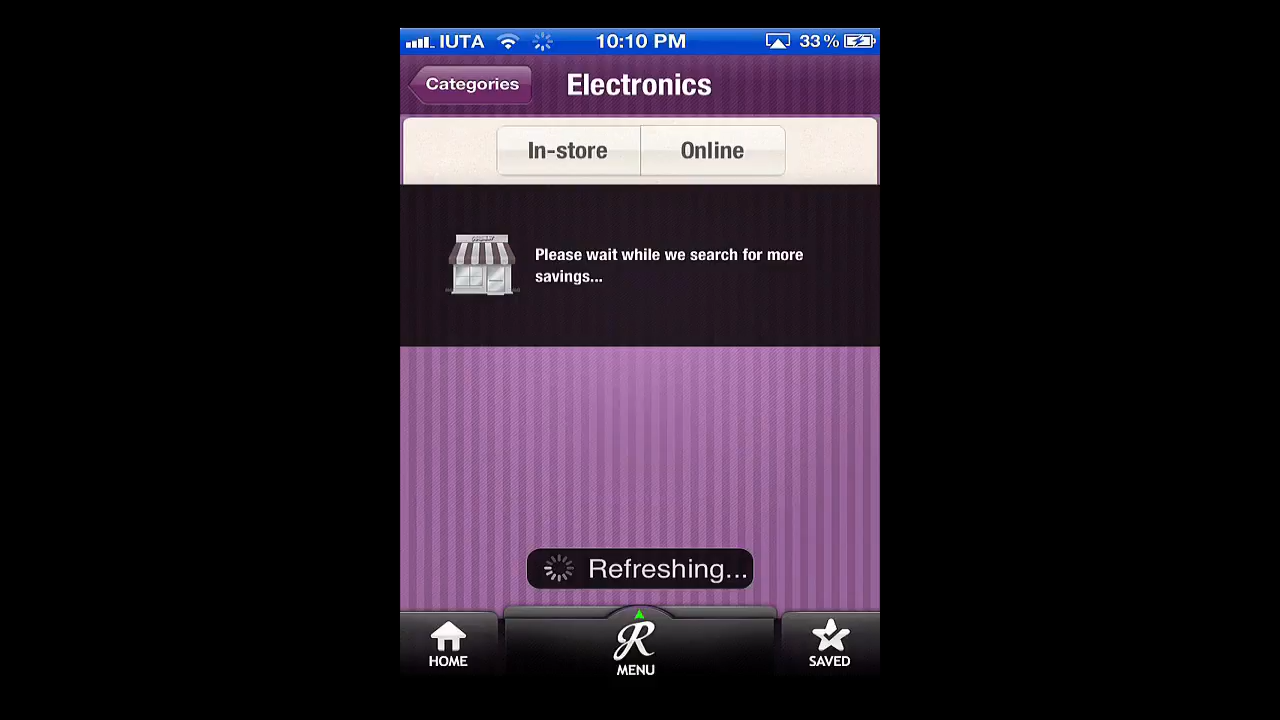 IUTA 10:10 PM 33%
Categories Electronics
In-store Online
Please wait while we search for more
savings...
Refreshing...
HOME R MENU SAVED